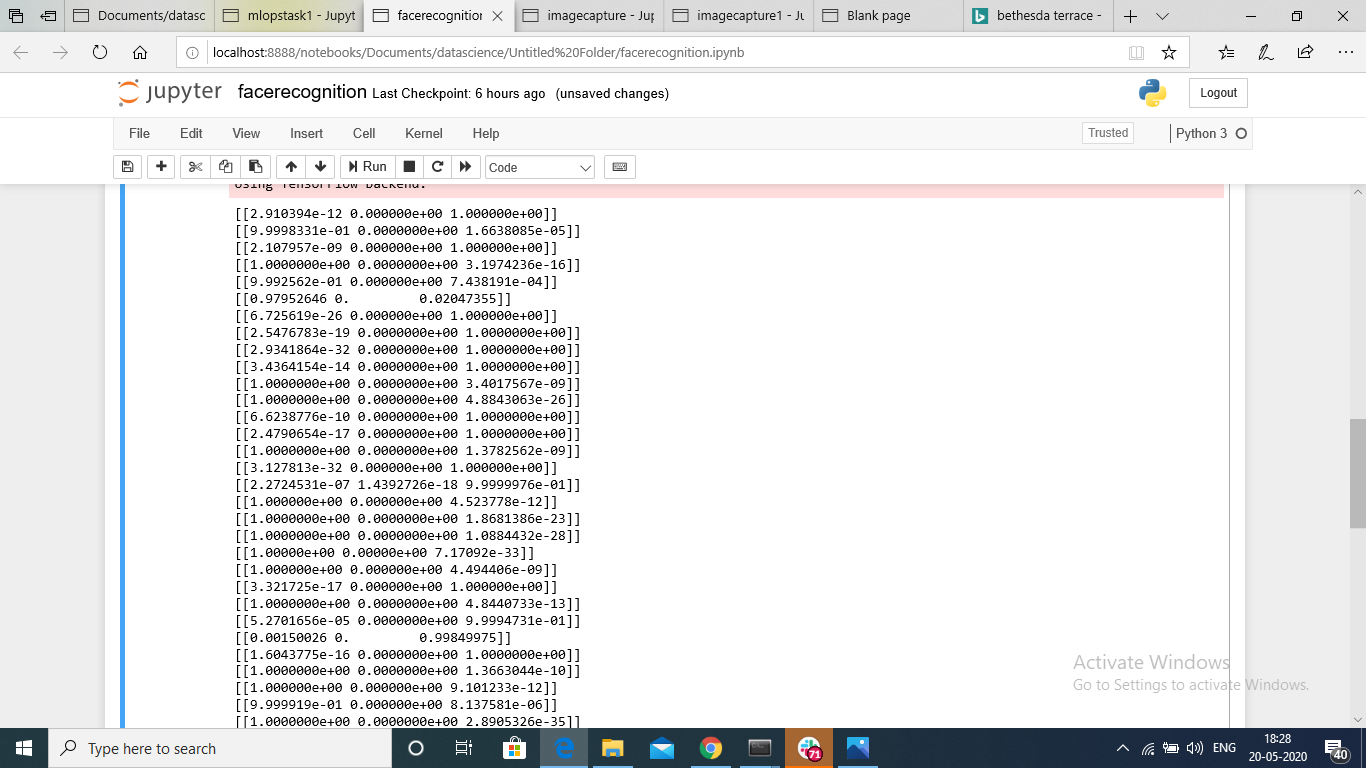 Documents/datasc
mlopstask1 - Jupyt
facerecognition
imagecapture - Jup
imagecapture1 - Ju
Blank page
bethesda terrace -
localhost:8888/notebooks/Documents/datascience/Untitled%20Folder/facerecognition.ipynb
jupyter facerecognition Last Checkpoint: 6 hours ago (unsaved changes)
Logout
File Edit View Insert Cell Kernel Help
Trusted
Python 3
Run
Code
Using TensorFlow backend.
[[2.910394e-12 0.000000e+00 1.000000e+00]]
[[9.9998331e-01 0.0000000e+00 1.6638085e-05]]
[[2.107957e-09 0.000000e+00 1.000000e+00]]
[[1.0000000e+00 0.0000000e+00 3.1974236e-16]]
[[9.992562e-01 0.000000e+00 7.438191e-04]]
[[0.97952646 0.         0.02047355]]
[[6.725619e-26 0.000000e+00 1.000000e+00]]
[[2.5476783e-19 0.0000000e+00 1.0000000e+00]]
[[2.9341864e-32 0.0000000e+00 1.0000000e+00]]
[[3.4364154e-14 0.0000000e+00 1.0000000e+00]]
[[1.0000000e+00 0.0000000e+00 3.4017567e-09]]
[[1.0000000e+00 0.0000000e+00 4.8843063e-26]]
[[6.6238776e-10 0.0000000e+00 1.0000000e+00]]
[[2.4790654e-17 0.0000000e+00 1.0000000e+00]]
[[1.0000000e+00 0.0000000e+00 1.3782562e-09]]
[[3.127813e-32 0.000000e+00 1.000000e+00]]
[[2.2724531e-07 1.4392726e-18 9.9999976e-01]]
[[1.000000e+00 0.000000e+00 4.523778e-12]]
[[1.0000000e+00 0.0000000e+00 1.8681386e-23]]
[[1.0000000e+00 0.0000000e+00 1.0884432e-28]]
[[1.00000e+00 0.00000e+00 7.17092e-33]]
[[1.000000e+00 0.000000e+00 4.494406e-09]]
[[3.321725e-17 0.000000e+00 1.000000e+00]]
[[1.0000000e+00 0.0000000e+00 4.8440733e-13]]
[[5.2701656e-05 0.0000000e+00 9.9994731e-01]]
[[0.00150026 0.         0.99849975]]
[[1.6043775e-16 0.0000000e+00 1.0000000e+00]]
[[1.0000000e+00 0.0000000e+00 1.3663044e-10]]
[[1.000000e+00 0.000000e+00 9.101233e-12]]
[[9.999919e-01 0.000000e+00 8.137581e-06]]
[[1.0000000e+00 0.0000000e+00 2.8905326e-35]]
Activate Windows
Go to Settings to activate Windows.
Type here to search
71
ENG
18:28
20-05-2020
40